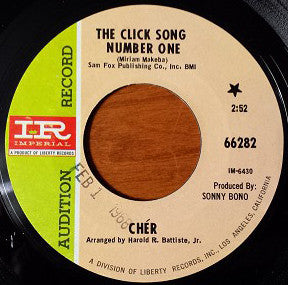 THE CLICK SONG
NUMBER ONE
(Miriam Makeba)
Sam Fox Publishing Co., Inc. BMI
2:52
66282
IR
IMPERIAL
A PRODUCT OF LIBERTY RECORDS
IM-6430
Produced By:
SONNY BONO
AUDITION RECORD
FEB 1 1968
CHÉR
Arranged by Harold R. Battiste, Jr.
A DIVISION OF LIBERTY RECORDS, INC., LOS ANGELES, CALIFORNIA